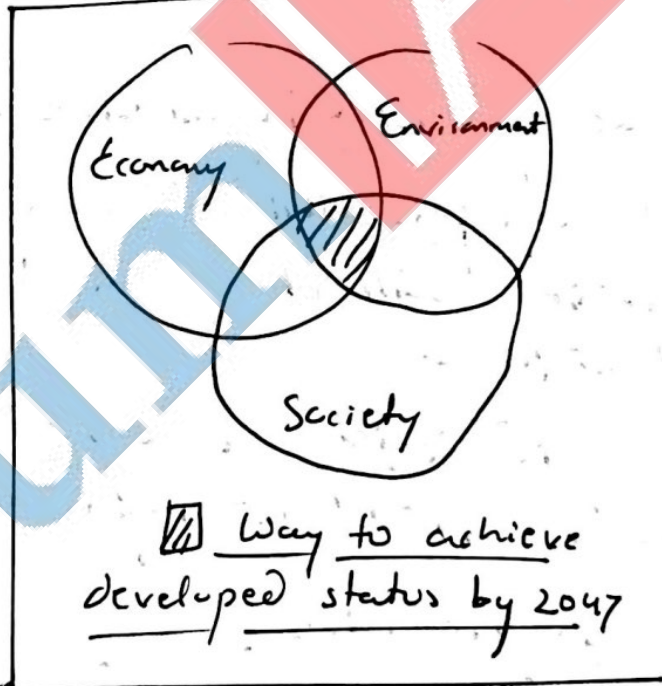 Economy
Environment
Society
Way to achieve
developed status by 2047